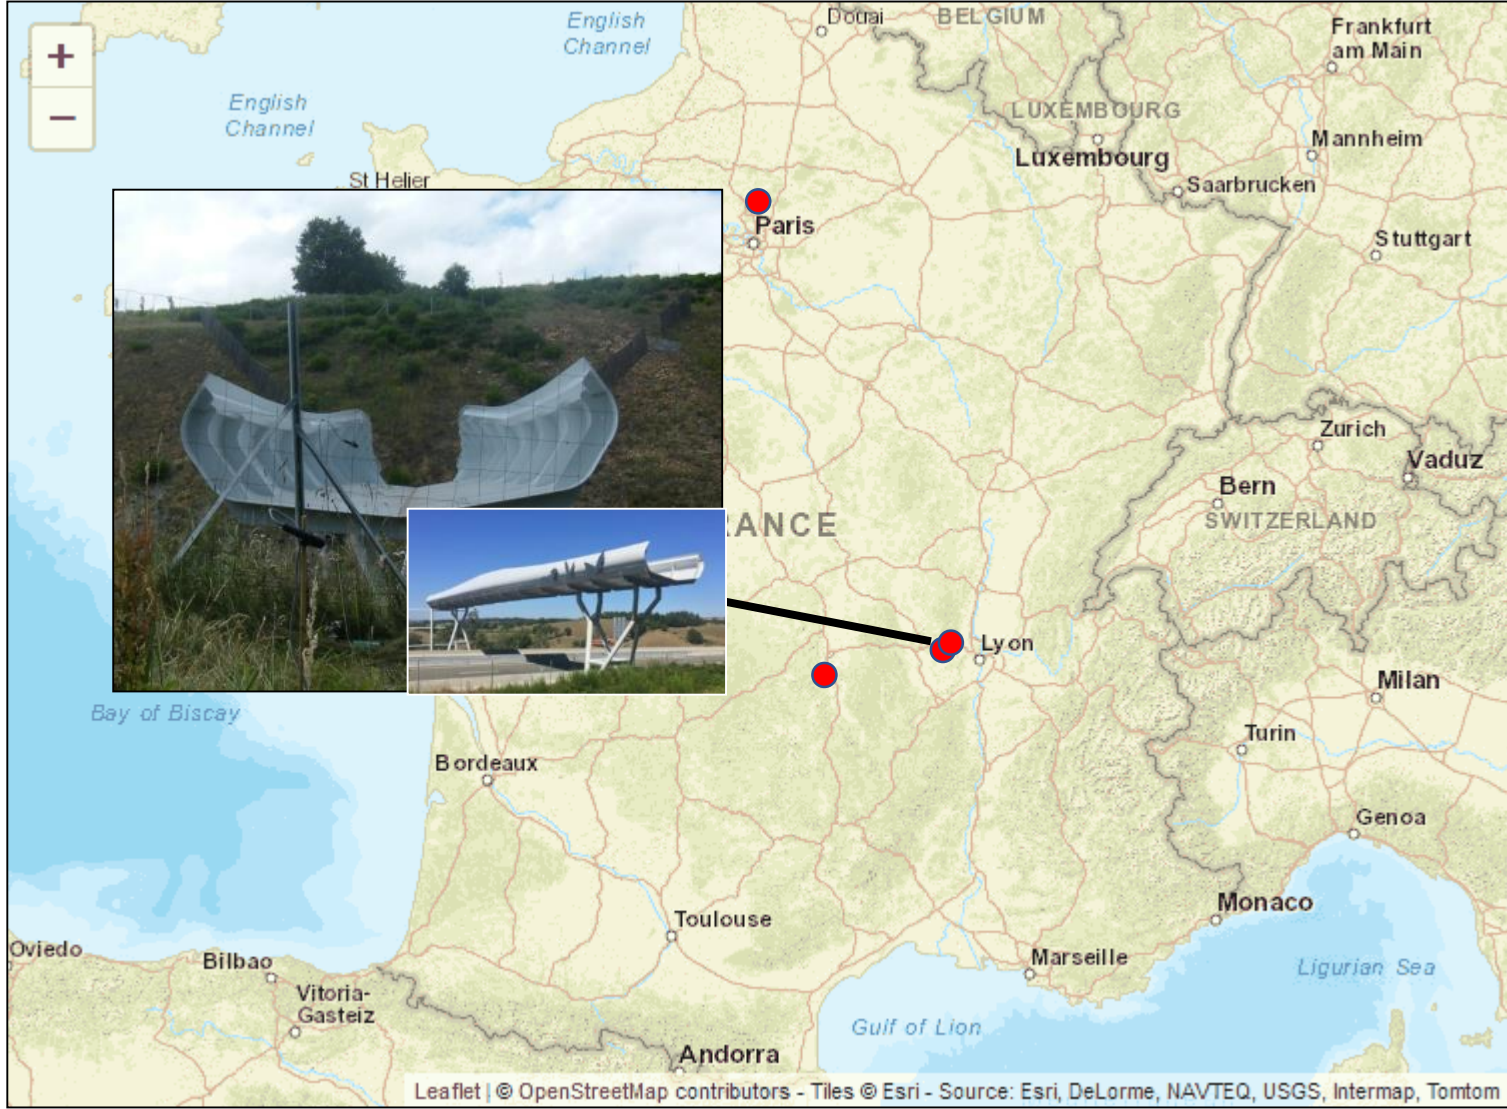 +
−
English
Channel
Douai
BELGIUM
Frankfurt
am Main
English
Channel
LUXEMBOURG
Luxembourg
Mannheim
St Helier
Saarbrucken
Paris
Stuttgart
Zurich
Vaduz
Bern
SWITZERLAND
RANCE
Lyon
Milan
Bay of Biscay
Turin
Bordeaux
Genoa
Monaco
Toulouse
Oviedo
Bilbao
Marseille
Ligurian Sea
Vitoria-
Gasteiz
Gulf of Lion
Andorra
Leaflet | © OpenStreetMap contributors - Tiles © Esri - Source: Esri, DeLorme, NAVTEQ, USGS, Intermap, Tomtom